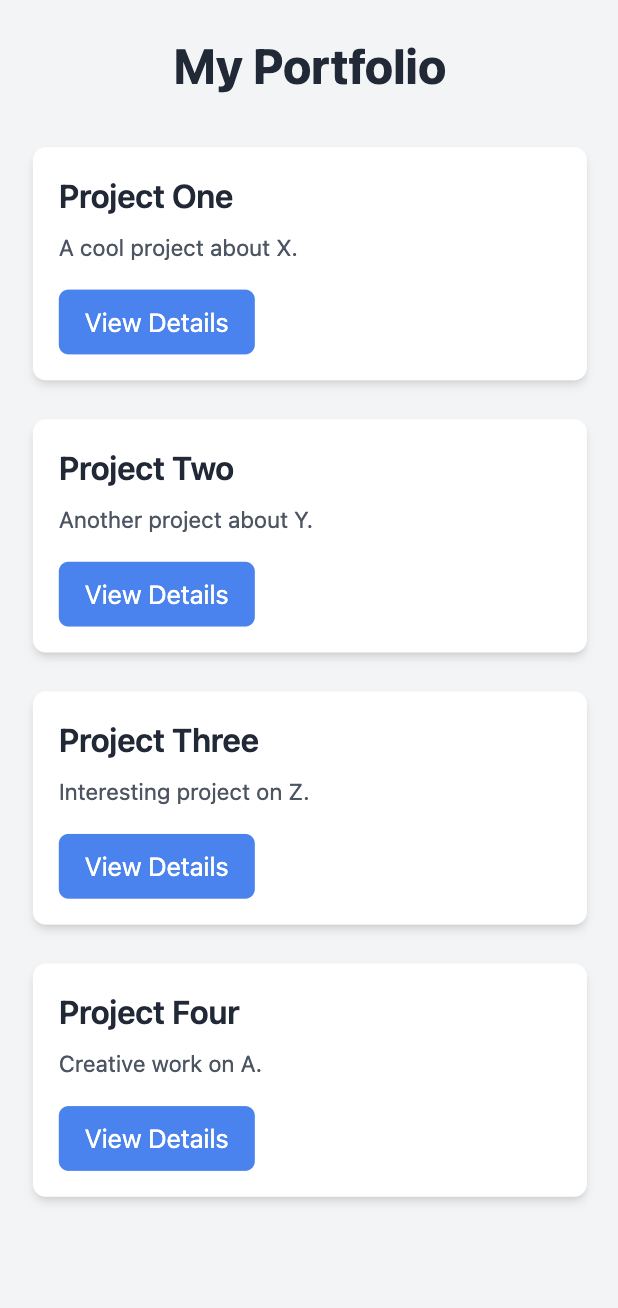 My Portfolio
Project One
A cool project about X.
View Details
Project Two
Another project about Y.
View Details
Project Three
Interesting project on Z.
View Details
Project Four
Creative work on A.
View Details